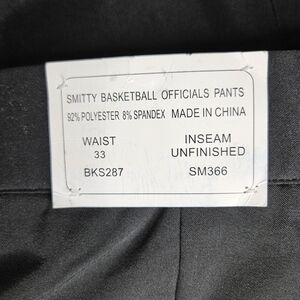 SMITTY BASKETBALL OFFICIALS PANTS
92% POLYESTER 8% SPANDEX MADE IN CHINA
WAIST INSEAM
33 UNFINISHED
BKS287 SM366